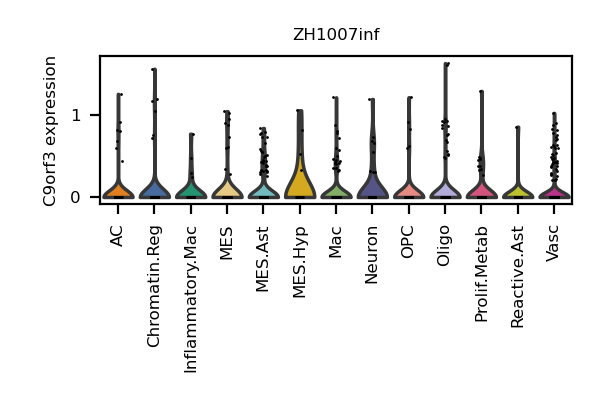 ZH1007inf
C9orf3 expression
1
0
AC
Chromatin.Reg
Inflammatory.Mac
MES
MES.Ast
MES.Hyp
Mac
Neuron
OPC
Oligo
Prolif.Metab
Reactive.Ast
Vasc